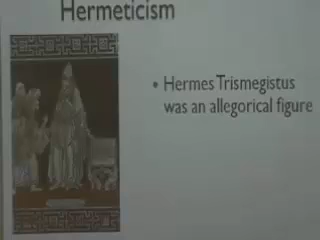 Hermeticism
• Hermes Trismegistus
was an allegorical figure